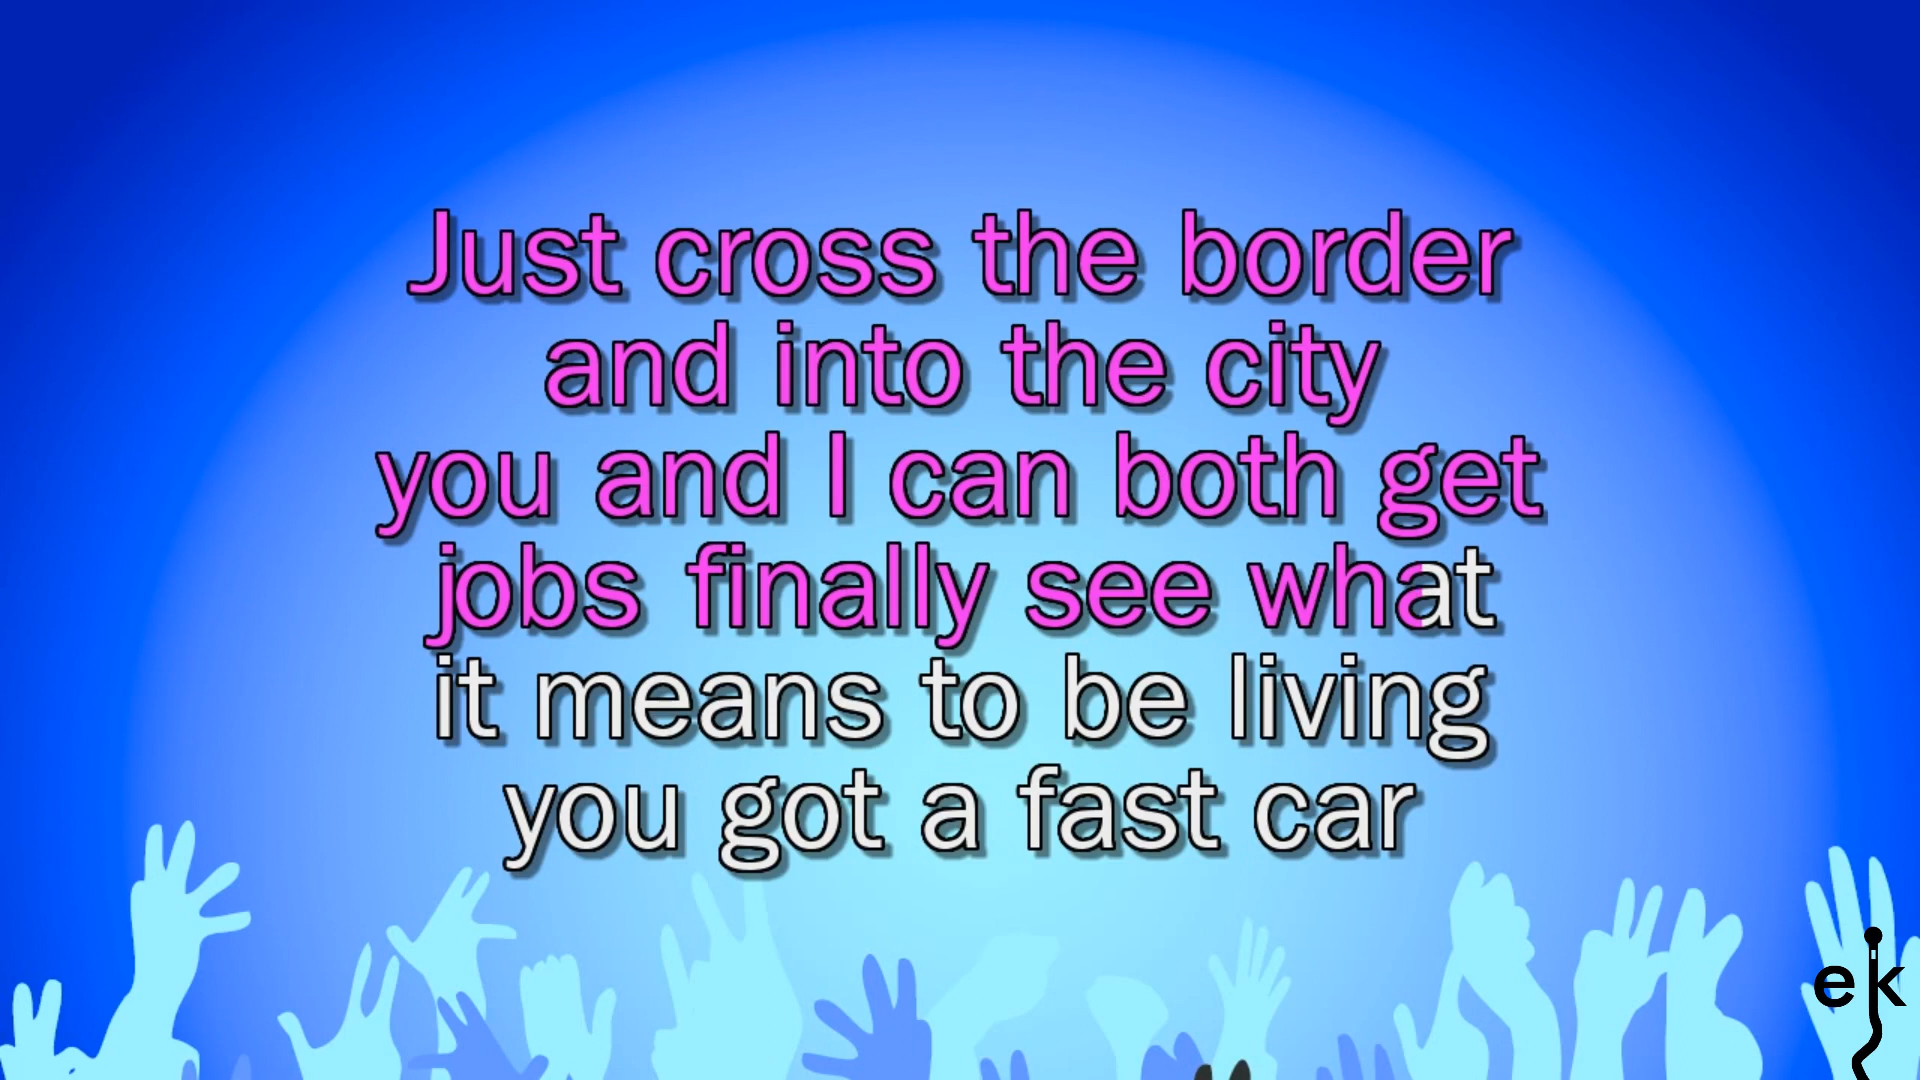 Just cross the border
and into the city
you and I can both get
jobs finally see what
it means to be living
you got a fast car
ek